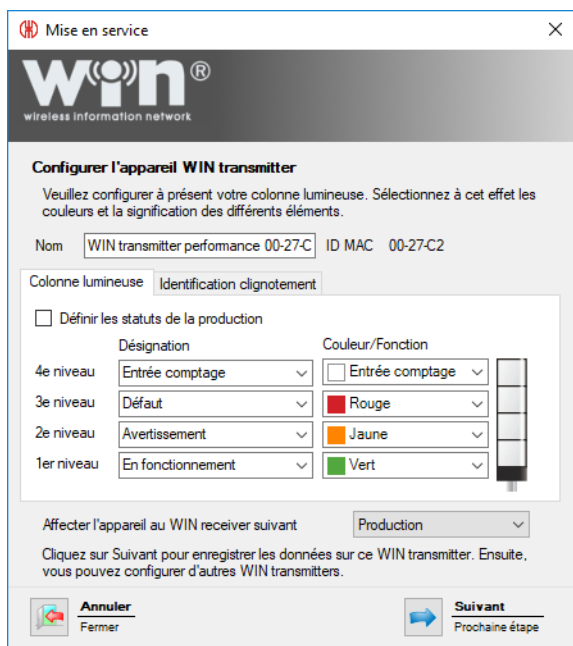 Mise en service
WIN®
wireless information network
Configurer l'appareil WIN transmitter
Veuillez configurer à présent votre colonne lumineuse. Sélectionnez à cet effet les
couleurs et la signification des différents éléments.
Nom WIN transmitter performance 00-27-C ID MAC 00-27-C2
Colonne lumineuse Identification clignotement
Définir les statuts de la production
Désignation Couleur/Fonction
4e niveau Entrée comptage Entrée comptage
3e niveau Défaut Rouge
2e niveau Avertissement Jaune
1er niveau En fonctionnement Vert
Affecter l'appareil au WIN receiver suivant Production
Cliquez sur Suivant pour enregistrer les données sur ce WIN transmitter. Ensuite,
vous pouvez configurer d'autres WIN transmitters.
Annuler Suivant
Fermer Prochaine étape